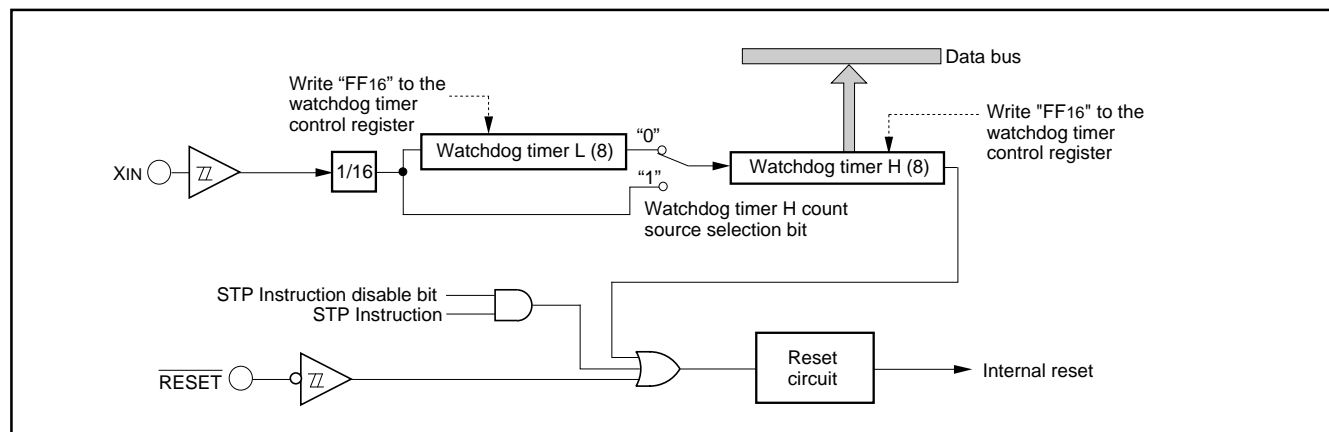 Data bus
Write “FF16” to the
watchdog timer
control register
Write "FF16" to the
watchdog timer
control register
“0”
Watchdog timer L (8)
Watchdog timer H (8)
XIN
1/16
“1”
Watchdog timer H count
source selection bit
STP Instruction disable bit
STP Instruction
Reset
circuit
RESET
Internal reset